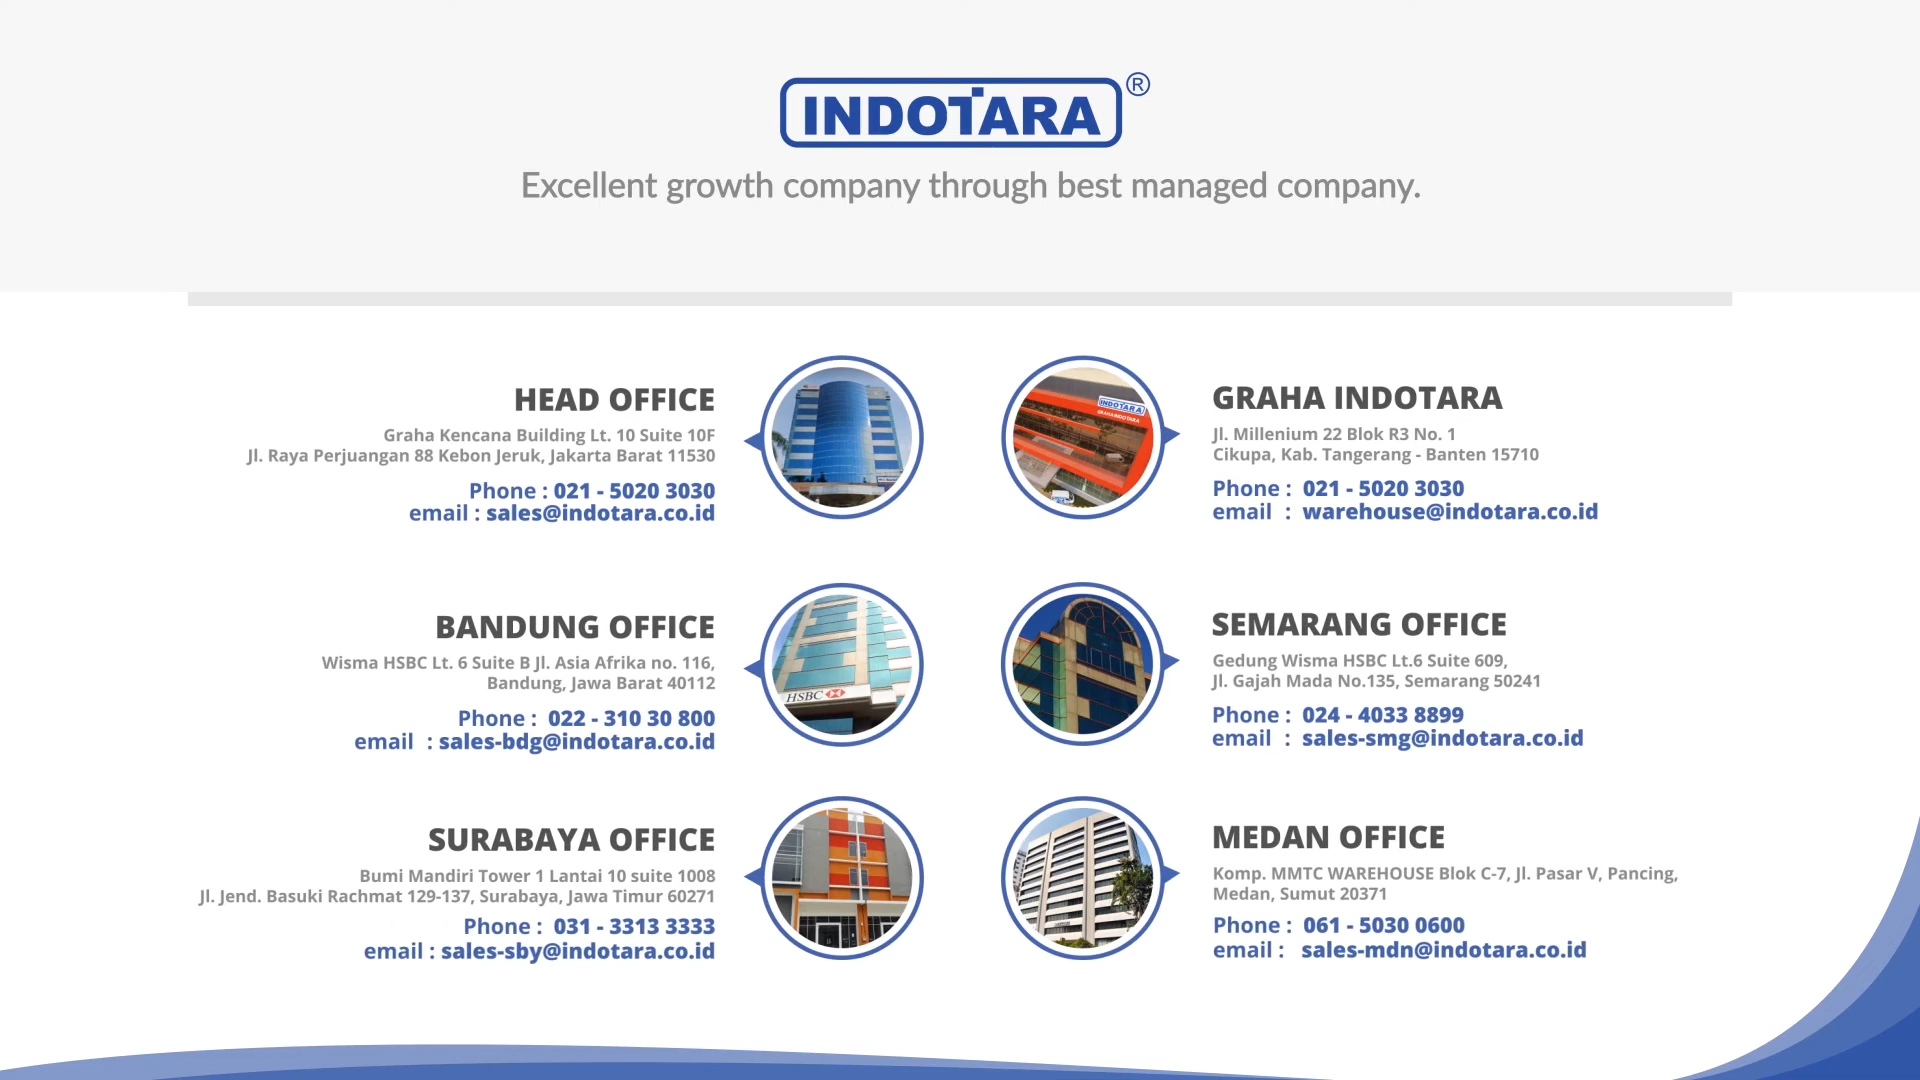 INDOTARA ®
Excellent growth company through best managed company.
HEAD OFFICE
Graha Kencana Building Lt. 10 Suite 10F
Jl. Raya Perjuangan 88 Kebon Jeruk, Jakarta Barat 11530
Phone : 021 - 5020 3030
email : sales@indotara.co.id
INDOTARA
GRAHA INDOTARA
GRAHA INDOTARA
Jl. Millenium 22 Blok R3 No. 1
Cikupa, Kab. Tangerang - Banten 15710
Phone : 021 - 5020 3030
email : warehouse@indotara.co.id
BANDUNG OFFICE
Wisma HSBC Lt. 6 Suite B Jl. Asia Afrika no. 116,
Bandung, Jawa Barat 40112
Phone : 022 - 310 30 800
email : sales-bdg@indotara.co.id
HSBC
SEMARANG OFFICE
Gedung Wisma HSBC Lt.6 Suite 609,
Jl. Gajah Mada No.135, Semarang 50241
Phone : 024 - 4033 8899
email : sales-smg@indotara.co.id
SURABAYA OFFICE
Bumi Mandiri Tower 1 Lantai 10 suite 1008
Jl. Jend. Basuki Rachmat 129-137, Surabaya, Jawa Timur 60271
Phone : 031 - 3313 3333
email : sales-sby@indotara.co.id
MEDAN OFFICE
Komp. MMTC WAREHOUSE Blok C-7, Jl. Pasar V, Pancing,
Medan, Sumut 20371
Phone : 061 - 5030 0600
email : sales-mdn@indotara.co.id